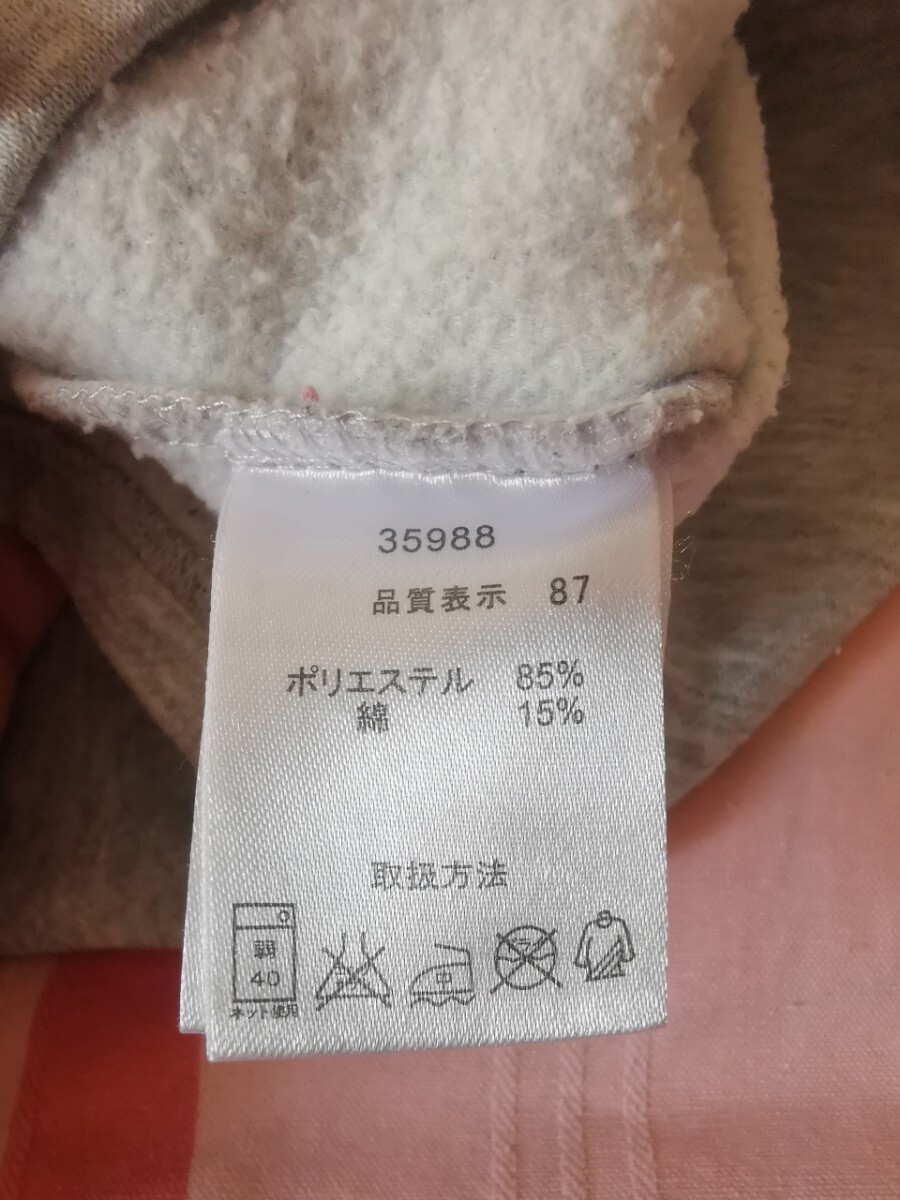 35988
品質表示 87
ポリエステル 85%
綿 15%
取扱方法
弱
40
ネット使用